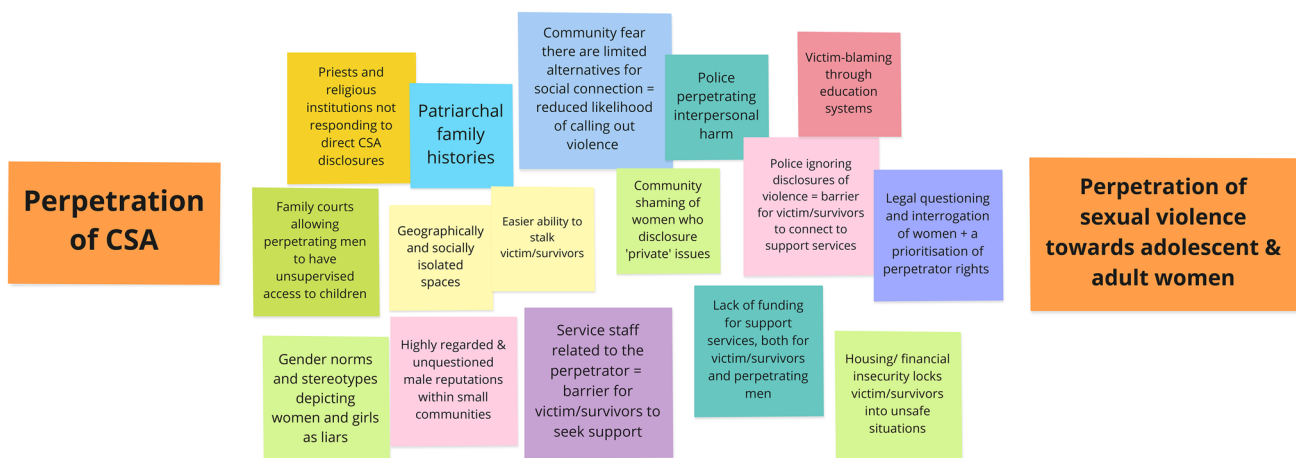 Perpetration
of CSA
Priests and
religious
institutions not
responding to
direct CSA
disclosures
Patriarchal
family
histories
Community fear
there are limited
alternatives for
social connection =
reduced likelihood
of calling out
violence
Police
perpetrating
interpersonal
harm
Victim-blaming
through
education
systems
Family courts
allowing
perpetrating men
to have
unsupervised
access to children
Geographically
and socially
isolated
spaces
Easier ability to
stalk
victim/survivors
Community
shaming of
women who
disclosure
'private' issues
Police ignoring
disclosures of
violence = barrier
for victim/survivors
to connect to
support services
Legal questioning
and interrogation
of women + a
prioritisation of
perpetrator rights
Gender norms
and stereotypes
depicting
women and girls
as liars
Highly regarded &
unquestioned
male reputations
within small
communities
Service staff
related to the
perpetrator =
barrier for
victim/survivors to
seek support
Lack of funding
for support
services, both for
victim/survivors
and perpetrating
men
Housing/ financial
insecurity locks
victim/survivors
into unsafe
situations
Perpetration of
sexual violence
towards adolescent &
adult women